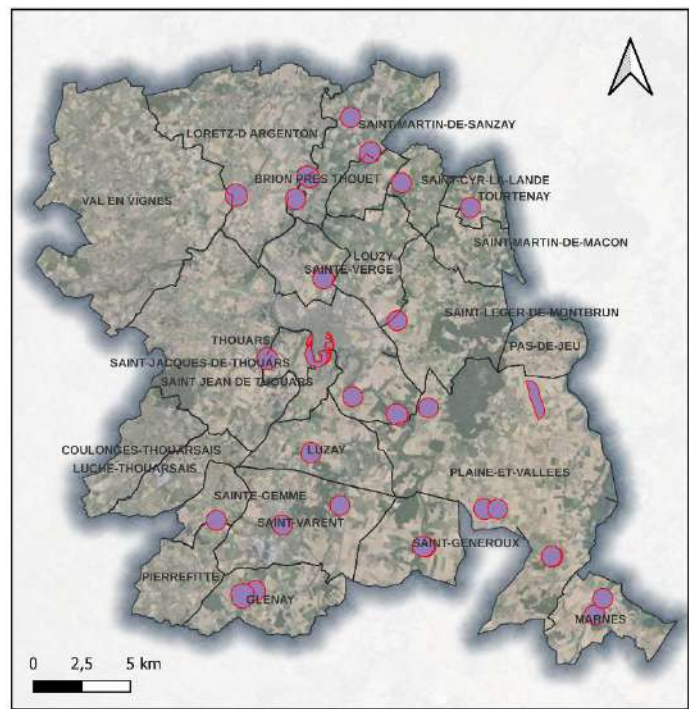 SAINT-MARTIN-DE-SANZAY
LORETZ-D ARGENTON
BRION PRES THOUET
SAINT-CYR-LA-LANDE
TOURTENAY
VAL EN VIGNES
SAINT-MARTIN-DE-MACON
LOUZY
SAINTE-VERGE
SAINT-LEGER-DE-MONTBRUN
THOUARS
PAS-DE-JEU
SAINT-JACQUES-DE-THOUARS
SAINT JEAN DE THOUARS
COULONGES-THOUARSAIS
LUZAY
LUCHE-THOUARSAIS
PLAINE-ET-VALLEES
SAINTE-GEMME
SAINT-VARENT
SAINT-GENEROUX
PIERREFITTE
GLENAY
MARNES
0 2,5 5 km